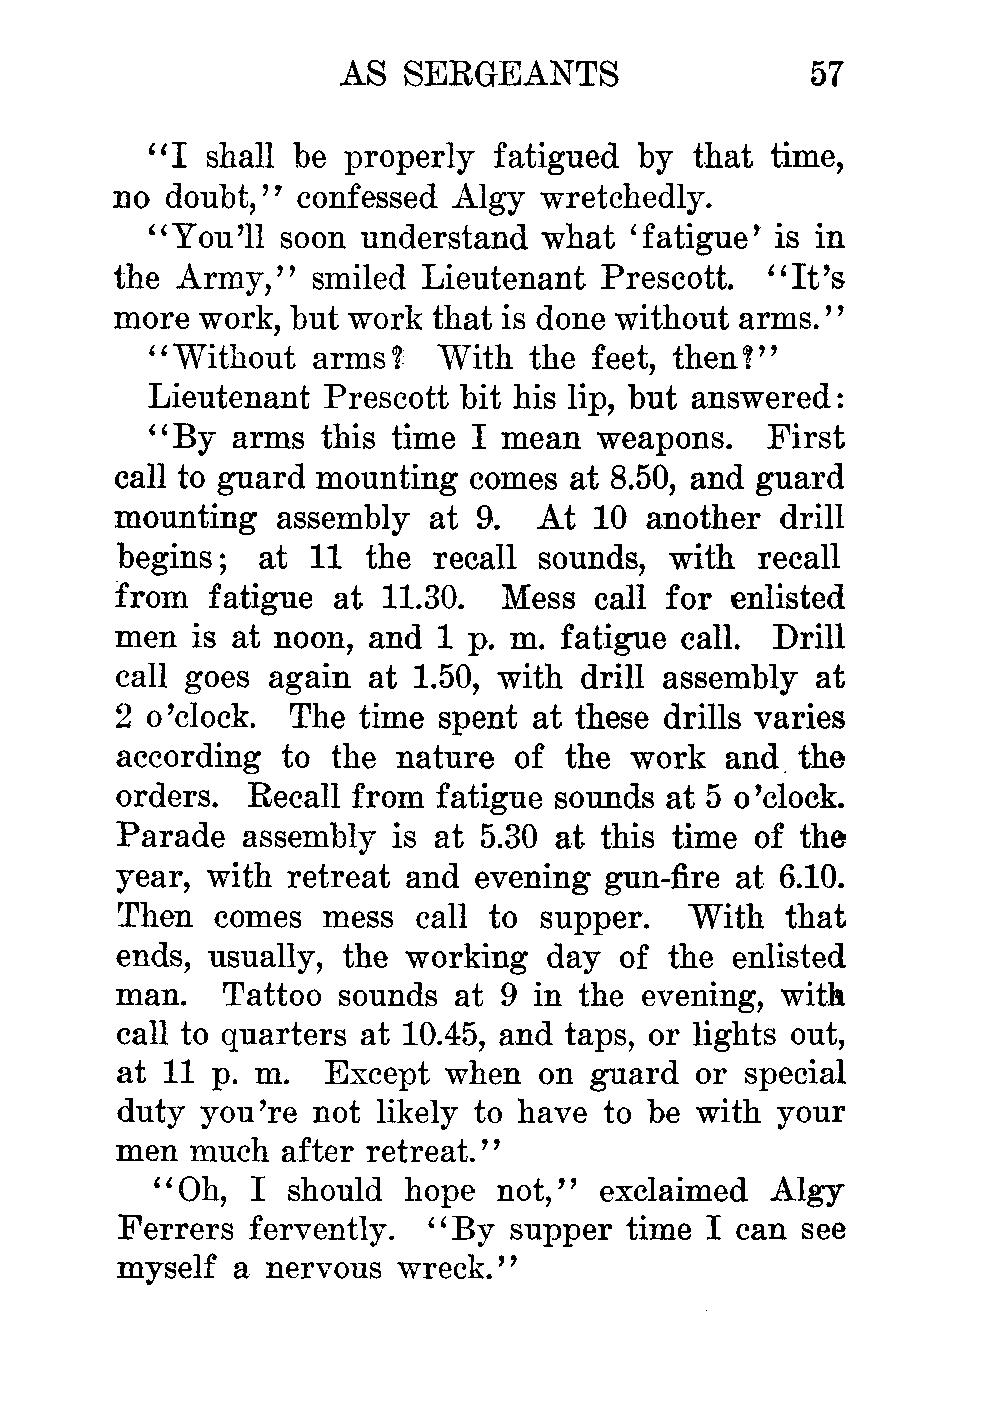 AS SERGEANTS 57
"I shall be properly fatigued by that time,
no doubt," confessed Algy wretchedly.
"You'll soon understand what 'fatigue' is in
the Army," smiled Lieutenant Prescott. "It's
more work, but work that is done without arms."
"Without arms? With the feet, then?"
Lieutenant Prescott bit his lip, but answered:
"By arms this time I mean weapons. First
call to guard mounting comes at 8.50, and guard
mounting assembly at 9. At 10 another drill
begins; at 11 the recall sounds, with recall
from fatigue at 11.30. Mess call for enlisted
men is at noon, and 1 p. m. fatigue call. Drill
call goes again at 1.50, with drill assembly at
2 o'clock. The time spent at these drills varies
according to the nature of the work and the
orders. Recall from fatigue sounds at 5 o'clock.
Parade assembly is at 5.30 at this time of the
year, with retreat and evening gun-fire at 6.10.
Then comes mess call to supper. With that
ends, usually, the working day of the enlisted
man. Tattoo sounds at 9 in the evening, with
call to quarters at 10.45, and taps, or lights out,
at 11 p. m. Except when on guard or special
duty you're not likely to have to be with your
men much after retreat."
"Oh, I should hope not," exclaimed Algy
Ferrers fervently. "By supper time I can see
myself a nervous wreck."